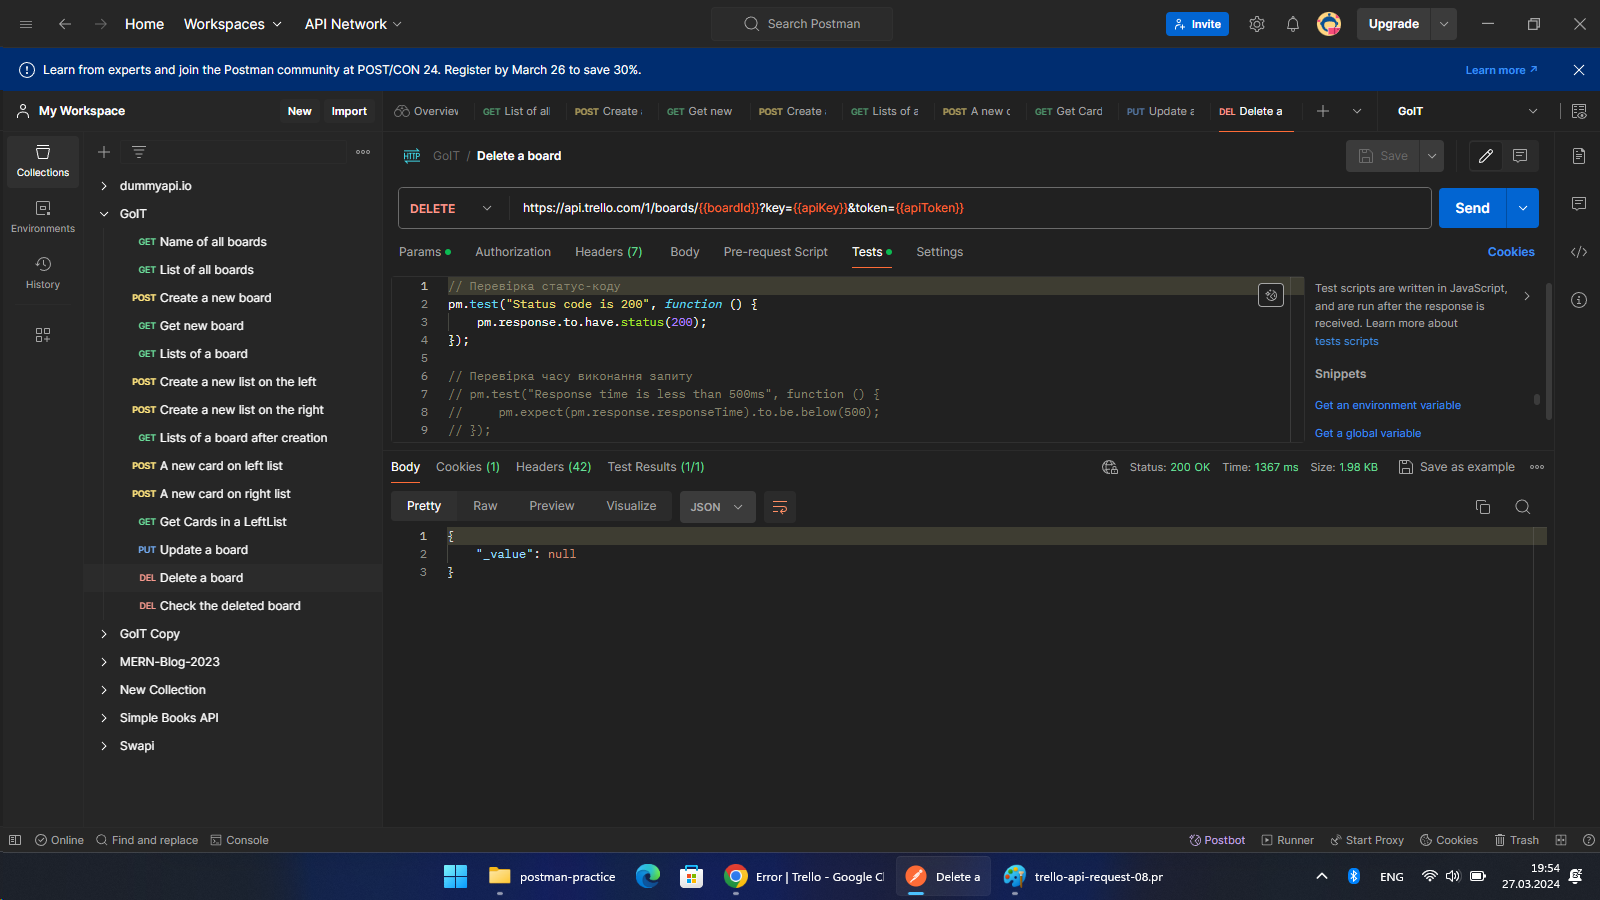 Home
Workspaces
API Network
Search Postman
Invite
Upgrade
Learn from experts and join the Postman community at POST/CON 24. Register by March 26 to save 30%.
Learn more
My Workspace
New
Import
Overview
GET List of all
POST Create
GET Get new
POST Create
GET Lists of a
POST A new c
GET Get Card
PUT Update a
DEL Delete a
GoIT
Collections
Environments
History
dummyapi.io
GoIT
GET Name of all boards
GET List of all boards
POST Create a new board
GET Get new board
GET Lists of a board
POST Create a new list on the left
POST Create a new list on the right
GET Lists of a board after creation
POST A new card on left list
POST A new card on right list
GET Get Cards in a LeftList
PUT Update a board
DEL Delete a board
DEL Check the deleted board
GoIT Copy
MERN-Blog-2023
New Collection
Simple Books API
Swapi
HTTP GoIT / Delete a board
Save
DELETE
https://api.trello.com/1/boards/{{boardId}}?key={{apiKey}}&token={{apiToken}}
Send
Params
Authorization
Headers (7)
Body
Pre-request Script
Tests
Settings
Cookies
1 // Перевірка статус-коду
2 pm.test("Status code is 200", function () {
3 pm.response.to.have.status(200);
4 });
5
6 // Перевірка часу виконання запиту
7 // pm.test("Response time is less than 500ms", function () {
8 // pm.expect(pm.response.responseTime).to.be.below(500);
9 // });
Test scripts are written in JavaScript,
and are run after the response is
received. Learn more about
tests scripts
Snippets
Get an environment variable
Get a global variable
Body
Cookies (1)
Headers (42)
Test Results (1/1)
Status: 200 OK
Time: 1367 ms
Size: 1.98 KB
Save as example
Pretty
Raw
Preview
Visualize
JSON
1 {
2 "_value": null
3 }
Online
Find and replace
Console
Postbot
Runner
Start Proxy
Cookies
Trash
postman-practice
Error | Trello - Google Cl
Delete a
trello-api-request-08.pr
ENG
19:54
27.03.2024